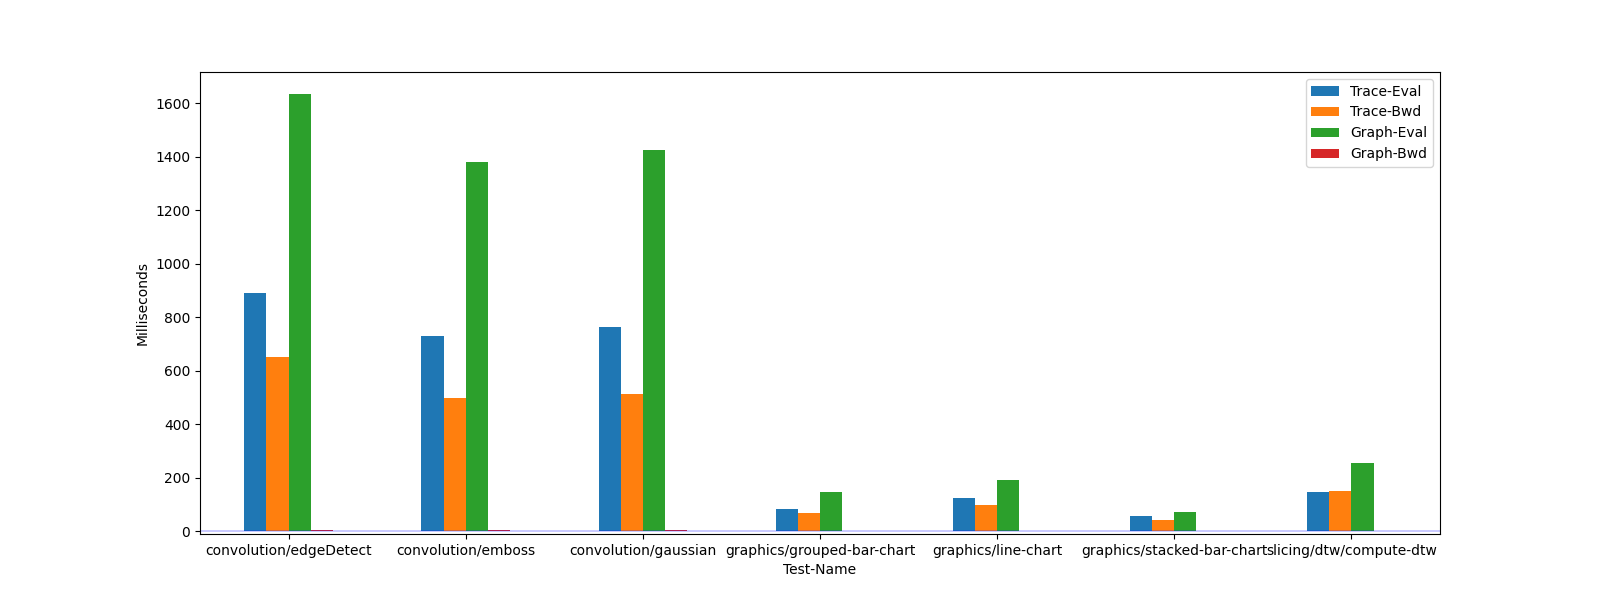 1600
1400
1200
1000
800
600
400
200
0
Milliseconds
Trace-Eval
Trace-Bwd
Graph-Eval
Graph-Bwd
convolution/edgeDetect
convolution/emboss
convolution/gaussian
graphics/grouped-bar-chart
graphics/line-chart
graphics/stacked-bar-chart
slicing/dtw/compute-dtw
Test-Name